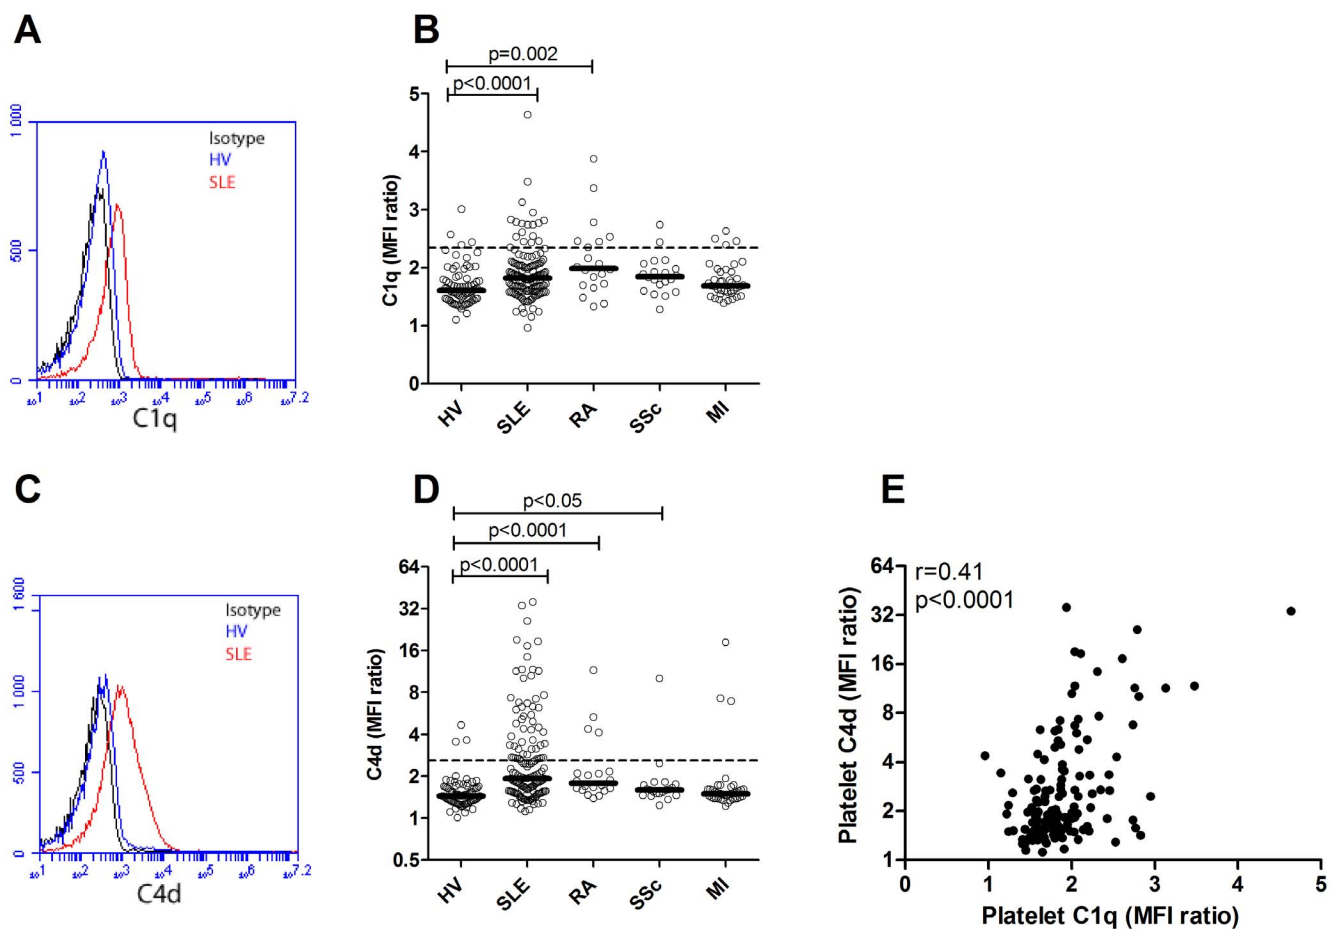 A
B
p=0.002
p<0.0001
1 000
500
0
Isotype
HV
SLE
C1q
C1q (MFI ratio)
5
4
3
2
1
0
HV
SLE
RA
SSc
MI
C
D
E
p<0.05
p<0.0001
p<0.0001
1 600
1 000
500
0
Isotype
HV
SLE
C4d
C4d (MFI ratio)
64
32
16
8
4
2
1
0.5
HV
SLE
RA
SSc
MI
r=0.41
p<0.0001
Platelet C4d (MFI ratio)
64
32
16
8
4
2
1
0 1 2 3 4 5
Platelet C1q (MFI ratio)